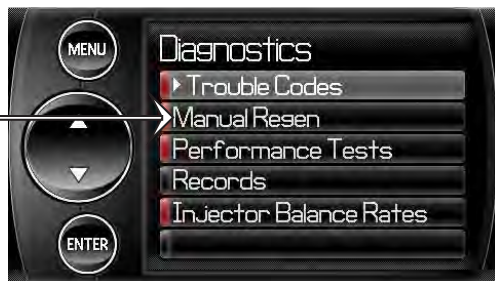 MENU
ENTER
Diagnostics
Trouble Codes
Manual Regen
Performance Tests
Records
Injector Balance Rates